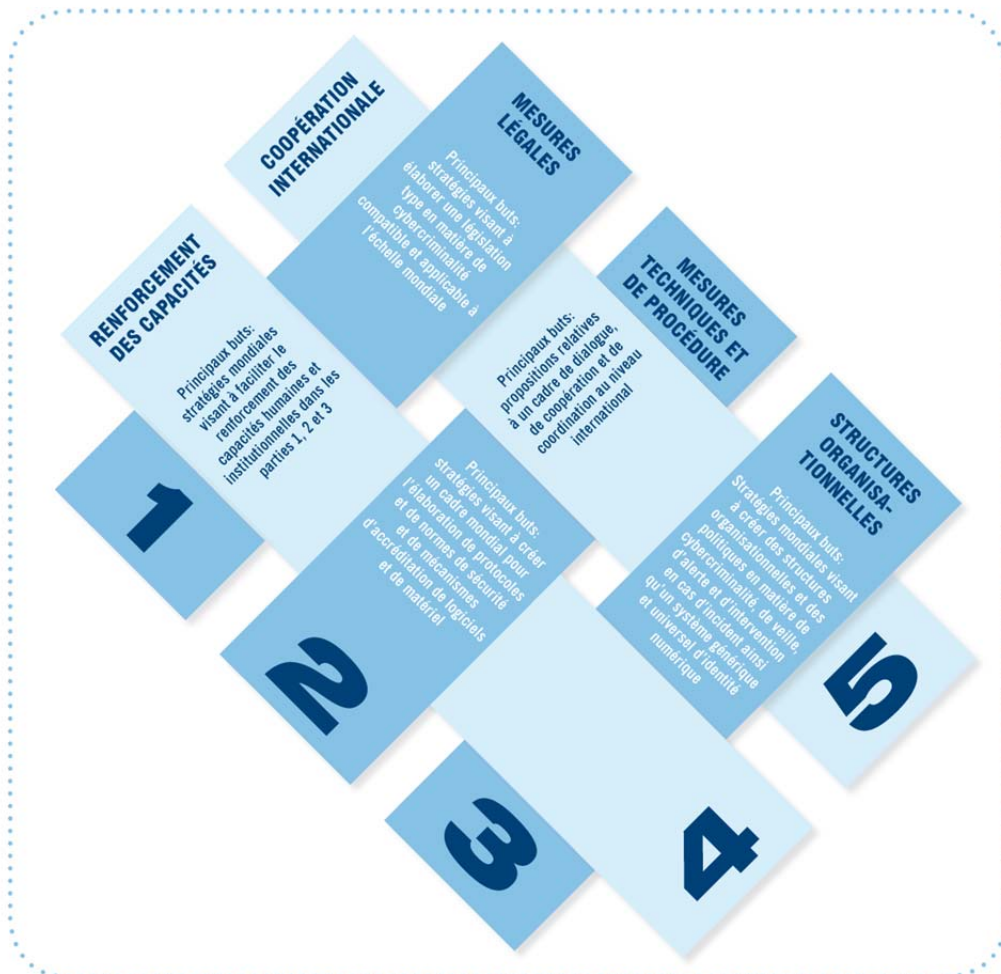 COOPÉRATION
INTERNATIONALE
MESURES
LÉGALES
Principaux buts:
stratégies visant à
élaborer une législation
type en matière de
cybercriminalité
compatible et applicable à
l'échelle mondiale
RENFORCEMENT
DES CAPACITÉS
Principaux buts:
stratégies mondiales
visant à faciliter le
renforcement des
capacités humaines et
institutionnelles dans les
parties 1, 2 et 3
MESURES
TECHNIQUES ET
DE PROCÉDURE
Principaux buts:
propositions relatives
à un cadre de dialogue,
de coopération et de
coordination au niveau
international
STRUCTURES
ORGANISA-
TIONNELLES
Principaux buts:
Stratégies mondiales visant
à créer des structures
organisationnelles et des
politiques en matière de
cybercriminalité, de veille,
d'alerte et d'intervention
en cas d'incident ainsi
qu'un système générique
et universel d'identité
numérique
Principaux buts:
stratégies visant à créer
un cadre mondial pour
l'élaboration de protocoles
et de normes de sécurité
et de mécanismes
d'accréditation de logiciels
et de matériel
1
2
3
4
5